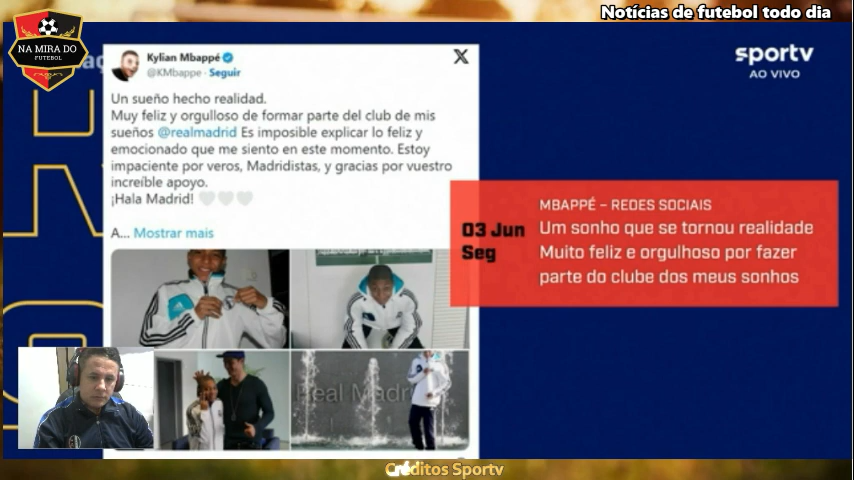 Notícias de futebol todo dia
NA MIRA DO
FUTEBOL
sportv
AO VIVO
Kylian Mbappé
@KMbappe · Seguir
X
Un sueño hecho realidad.
Muy feliz y orgulloso de formar parte del club de mis
sueños @realmadrid Es imposible explicar lo feliz y
emocionado que me siento en este momento. Estoy
impaciente por veros, Madridistas, y gracias por vuestro
increíble apoyo.
¡Hala Madrid! 🤍🤍🤍
A... Mostrar mais
MBAPPÉ – REDES SOCIAIS
03 Jun
Seg
Um sonho que se tornou realidade
Muito feliz e orgulhoso por fazer
parte do clube dos meus sonhos
Real Madr
Créditos Sportv